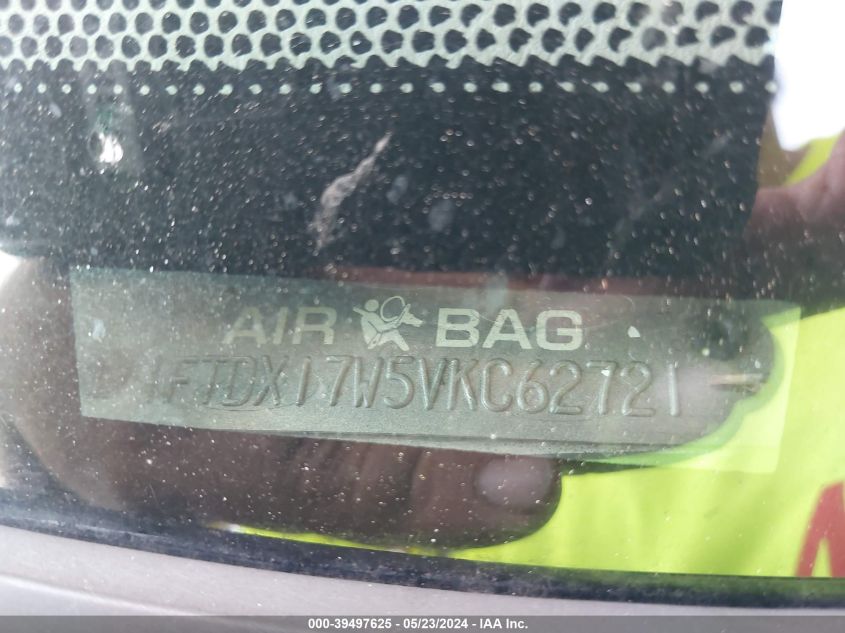 AIR BAG
1FTDX17W5VKC62721
000-39497625 - 05/23/2024 - IAA Inc.